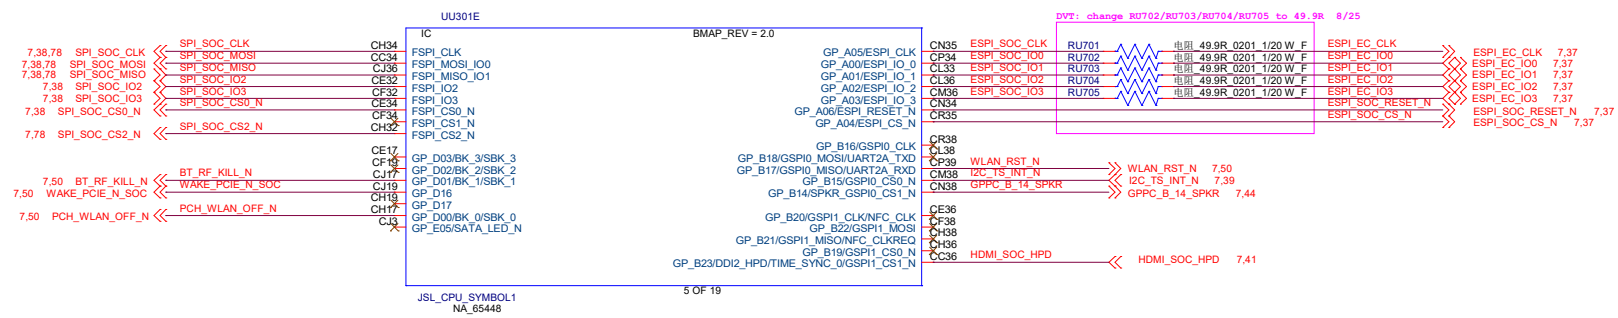 DVT: change RU702/RU703/RU704/RU705 to 49.9R 8/25
UU301E
IC
BMAP_REV = 2.0
7,38,78 SPI_SOC_CLK SPI_SOC_CLK CH34 FSPI_CLK
7,38,78 SPI_SOC_MOSI SPI_SOC_MOSI CC34 FSPI_MOSI_IO0
7,38,78 SPI_SOC_MISO SPI_SOC_MISO CJ36 FSPI_MISO_IO1
7,38 SPI_SOC_IO2 SPI_SOC_IO2 CE32 FSPI_IO2
7,38 SPI_SOC_IO3 SPI_SOC_IO3 CF32 FSPI_IO3
7,38 SPI_SOC_CS0_N SPI_SOC_CS0_N CE34 FSPI_CS0_N
CF34 FSPI_CS1_N
7,78 SPI_SOC_CS2_N SPI_SOC_CS2_N CH32 FSPI_CS2_N
CE17 GP_D03/BK_3/SBK_3
CF19 GP_D02/BK_2/SBK_2
7,50 BT_RF_KILL_N BT_RF_KILL_N CJ17 GP_D01/BK_1/SBK_1
7,50 WAKE_PCIE_N_SOC WAKE_PCIE_N_SOC CJ19 GP_D16
CH19 GP_D17
7,50 PCH_WLAN_OFF_N PCH_WLAN_OFF_N CH17 GP_D00/BK_0/SBK_0
CJ3 GP_E05/SATA_LED_N
GP_A05/ESPI_CLK CN35 ESPI_SOC_CLK RU701 电阻_49.9R_0201_1/20 W_F ESPI_EC_CLK ESPI_EC_CLK 7,37
GP_A00/ESPI_IO_0 CP34 ESPI_SOC_IO0 RU702 电阻_49.9R_0201_1/20 W_F ESPI_EC_IO0 ESPI_EC_IO0 7,37
GP_A01/ESPI_IO_1 CL33 ESPI_SOC_IO1 RU703 电阻_49.9R_0201_1/20 W_F ESPI_EC_IO1 ESPI_EC_IO1 7,37
GP_A02/ESPI_IO_2 CL36 ESPI_SOC_IO2 RU704 电阻_49.9R_0201_1/20 W_F ESPI_EC_IO2 ESPI_EC_IO2 7,37
GP_A03/ESPI_IO_3 CM36 ESPI_SOC_IO3 RU705 电阻_49.9R_0201_1/20 W_F ESPI_EC_IO3 ESPI_EC_IO3 7,37
GP_A06/ESPI_RESET_N CN34 ESPI_SOC_RESET_N ESPI_SOC_RESET_N 7,37
GP_A04/ESPI_CS_N CR35 ESPI_SOC_CS_N ESPI_SOC_CS_N 7,37
GP_B16/GSPI0_CLK CR38
GP_B18/GSPI0_MOSI/UART2A_TXD CL38
GP_B17/GSPI0_MISO/UART2A_RXD CP39 WLAN_RST_N WLAN_RST_N 7,50
GP_B15/GSPI0_CS0_N CM38 I2C_TS_INT_N I2C_TS_INT_N 7,39
GP_B14/SPKR_GSPI0_CS1_N CN38 GPPC_B_14_SPKR GPPC_B_14_SPKR 7,44
GP_B20/GSPI1_CLK/NFC_CLK CE36
GP_B22/GSPI1_MOSI CF38
GP_B21/GSPI1_MISO/NFC_CLKREQ CH38
GP_B19/GSPI1_CS0_N CH36
GP_B23/DDI2_HPD/TIME_SYNC_0/GSPI1_CS1_N CC36 HDMI_SOC_HPD HDMI_SOC_HPD 7,41
5 OF 19
JSL_CPU_SYMBOL1
NA_65448